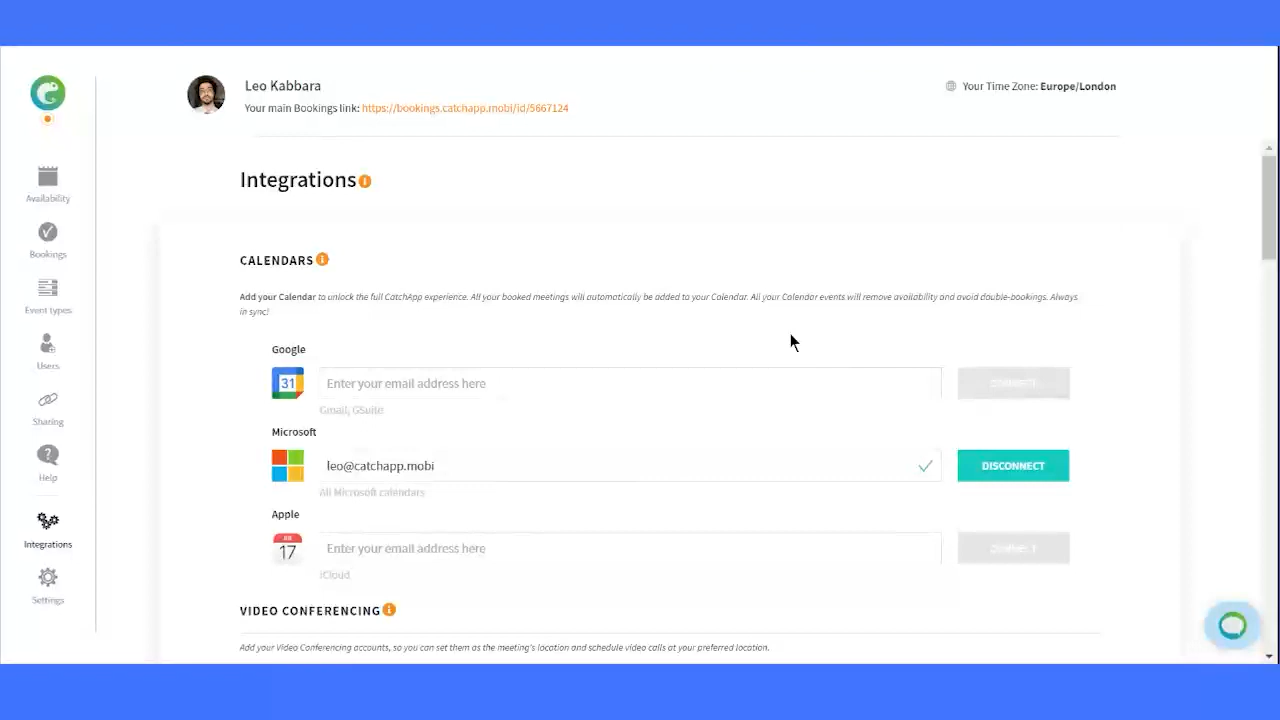 Leo Kabbara
Your main Bookings link: https://bookings.catchapp.mobi/id/5667124
Your Time Zone: Europe/London
Availability
Bookings
Event types
Users
Sharing
Help
Integrations
Settings
Integrations
CALENDARS
Add your Calendar to unlock the full CatchApp experience. All your booked meetings will automatically be added to your Calendar. All your Calendar events will remove availability and avoid double-bookings. Always
in sync!
Google
31
Enter your email address here
CONNECT
Gmail, GSuite
Microsoft
leo@catchapp.mobi
DISCONNECT
All Microsoft calendars
Apple
17
Enter your email address here
CONNECT
iCloud
VIDEO CONFERENCING
Add your Video Conferencing accounts, so you can set them as the meeting's location and schedule video calls at your preferred location.